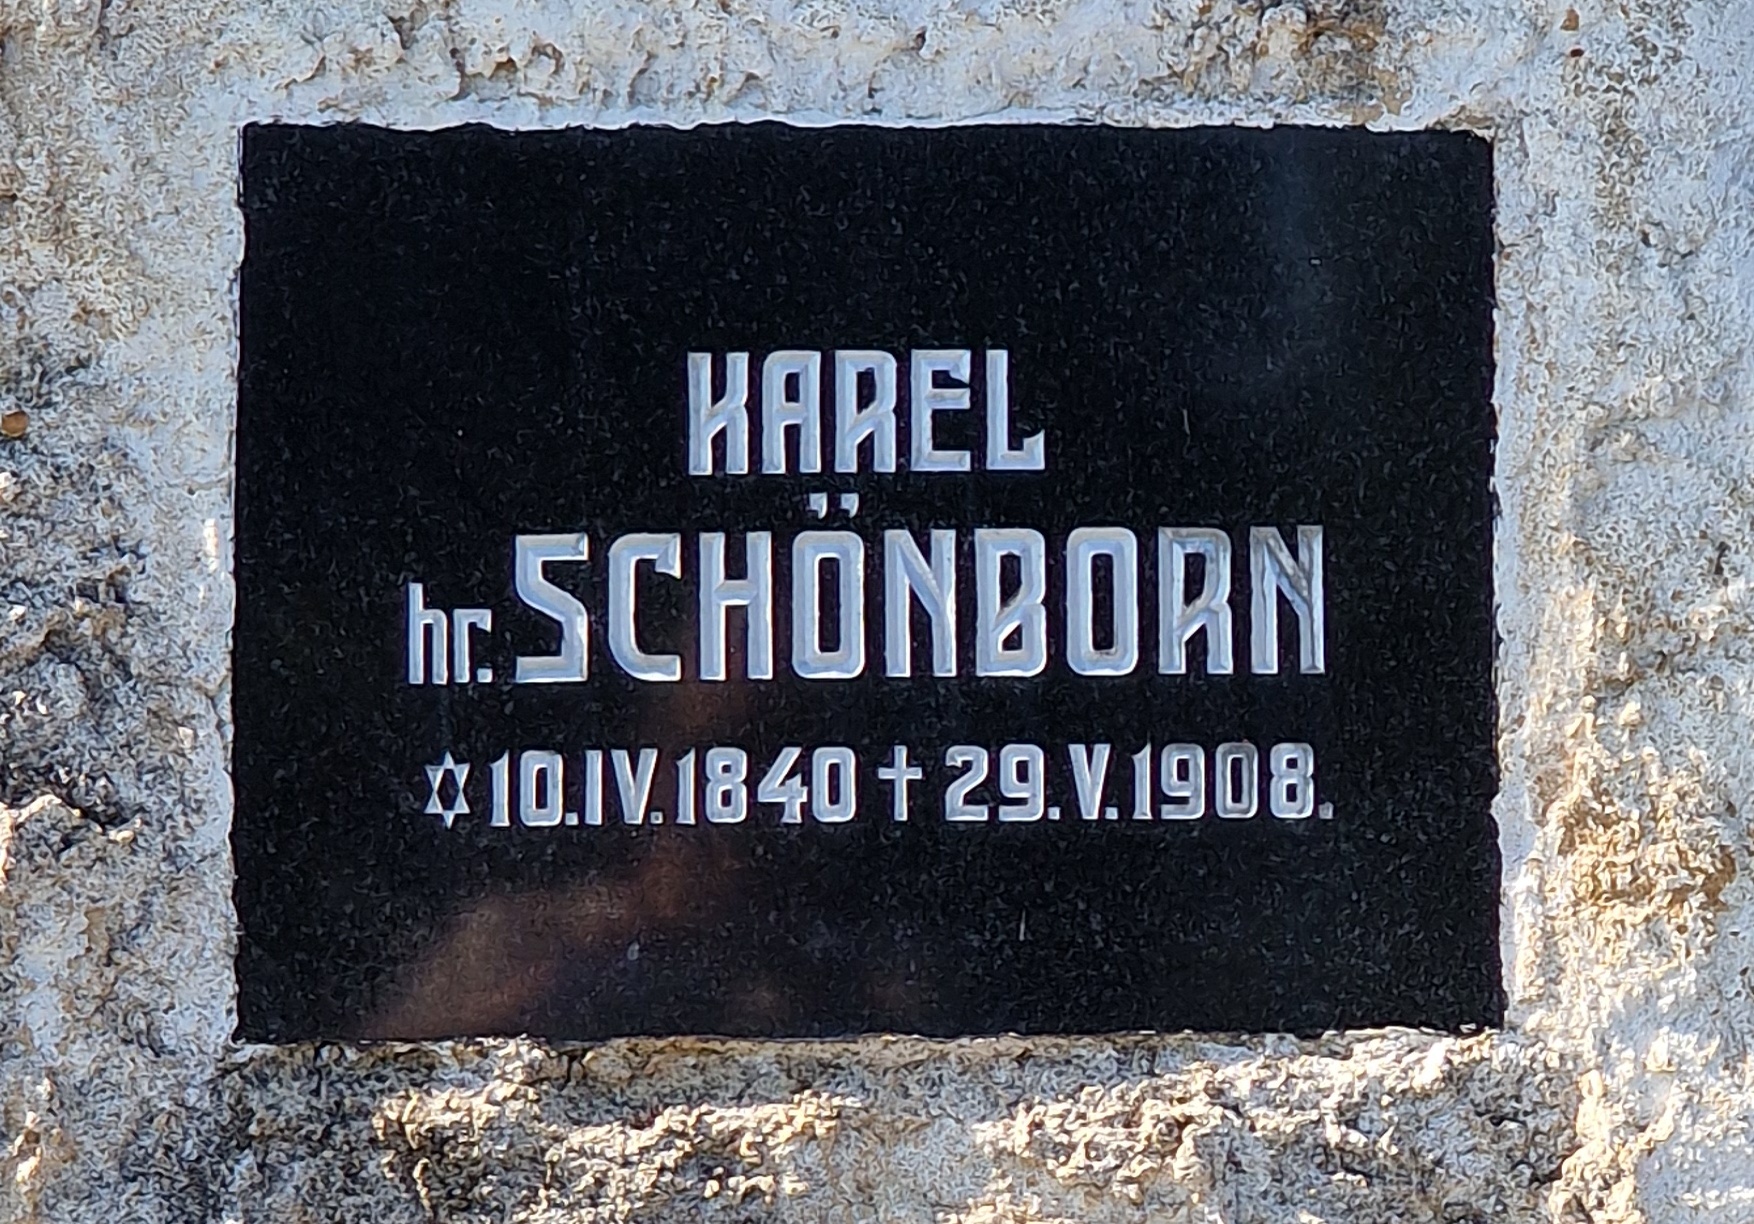 KAREL
hr. SCHÖNBORN
✡10.IV.1840 ✝ 29.V.1908.